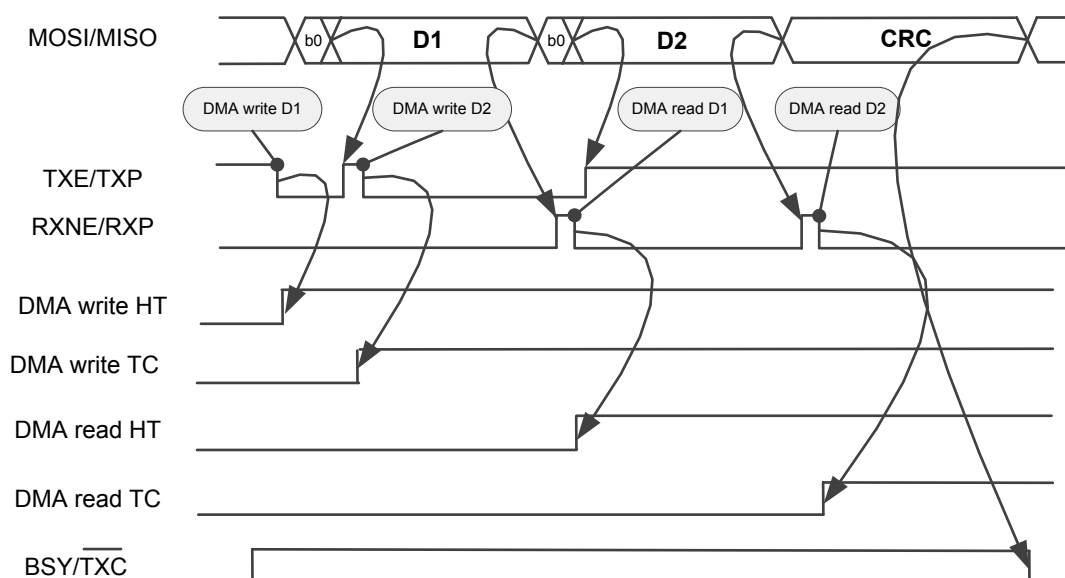 MOSI/MISO b0 D1 b0 D2 CRC
DMA write D1 DMA write D2 DMA read D1 DMA read D2
TXE/TXP
RXNE/RXP
DMA write HT
DMA write TC
DMA read HT
DMA read TC
BSY/T̅X̅C̅